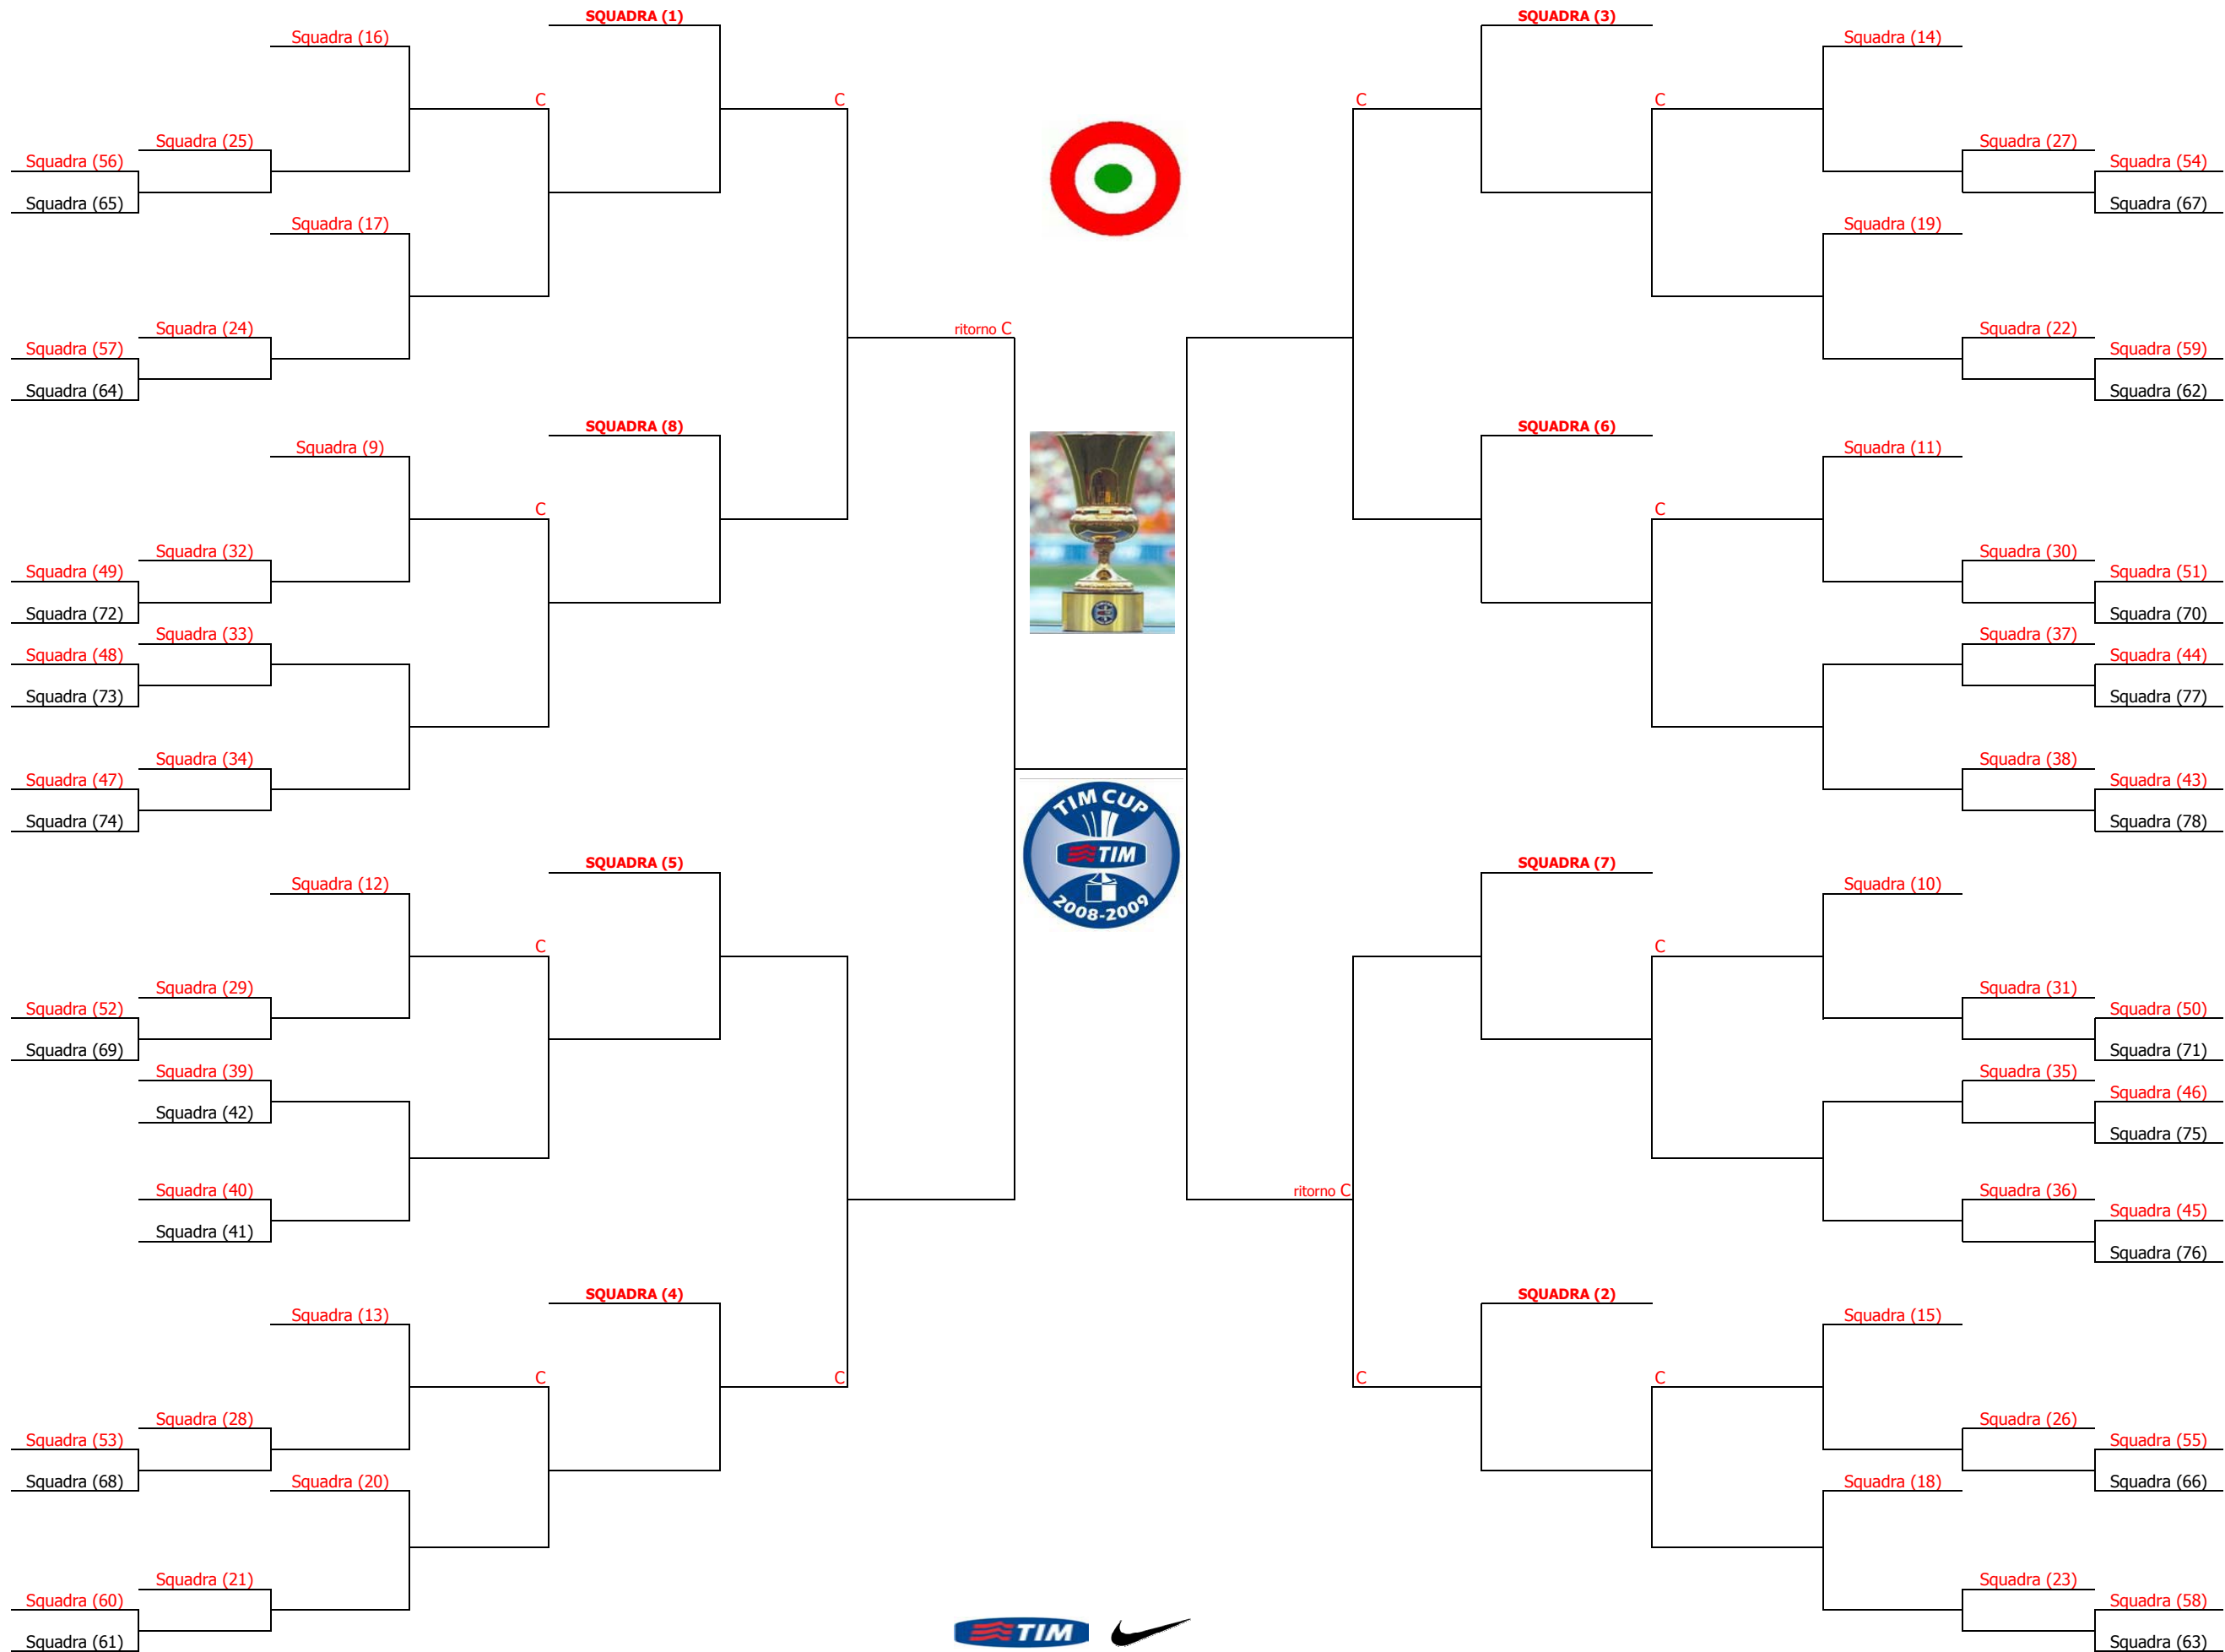 SQUADRA (1)
SQUADRA (3)
Squadra (16)
Squadra (14)
C
C
C
C
Squadra (25)
Squadra (27)
Squadra (56)
Squadra (54)
Squadra (65)
Squadra (67)
Squadra (17)
Squadra (19)
Squadra (24)
ritorno C
Squadra (22)
Squadra (57)
Squadra (59)
Squadra (64)
Squadra (62)
SQUADRA (8)
SQUADRA (6)
Squadra (9)
Squadra (11)
C
C
Squadra (32)
Squadra (30)
Squadra (49)
Squadra (51)
Squadra (72)
Squadra (70)
Squadra (33)
Squadra (37)
Squadra (48)
Squadra (44)
Squadra (73)
Squadra (77)
Squadra (34)
Squadra (38)
Squadra (47)
Squadra (43)
Squadra (74)
Squadra (78)
TIM CUP
TIM
2008-2009
SQUADRA (5)
SQUADRA (7)
Squadra (12)
Squadra (10)
C
C
Squadra (29)
Squadra (31)
Squadra (52)
Squadra (50)
Squadra (69)
Squadra (71)
Squadra (39)
Squadra (35)
Squadra (42)
Squadra (46)
Squadra (75)
Squadra (40)
ritorno C
Squadra (36)
Squadra (41)
Squadra (45)
Squadra (76)
SQUADRA (4)
SQUADRA (2)
Squadra (13)
Squadra (15)
C
C
C
C
Squadra (28)
Squadra (26)
Squadra (53)
Squadra (55)
Squadra (68)
Squadra (66)
Squadra (20)
Squadra (18)
Squadra (21)
Squadra (23)
Squadra (60)
Squadra (58)
Squadra (61)
Squadra (63)
TIM